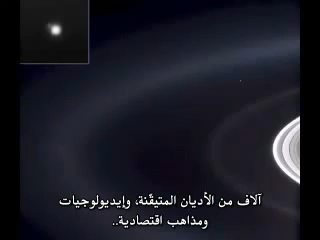 آلاف من الأديان المتيقّنة، وإيديولوجيات
ومذاهب اقتصادية..